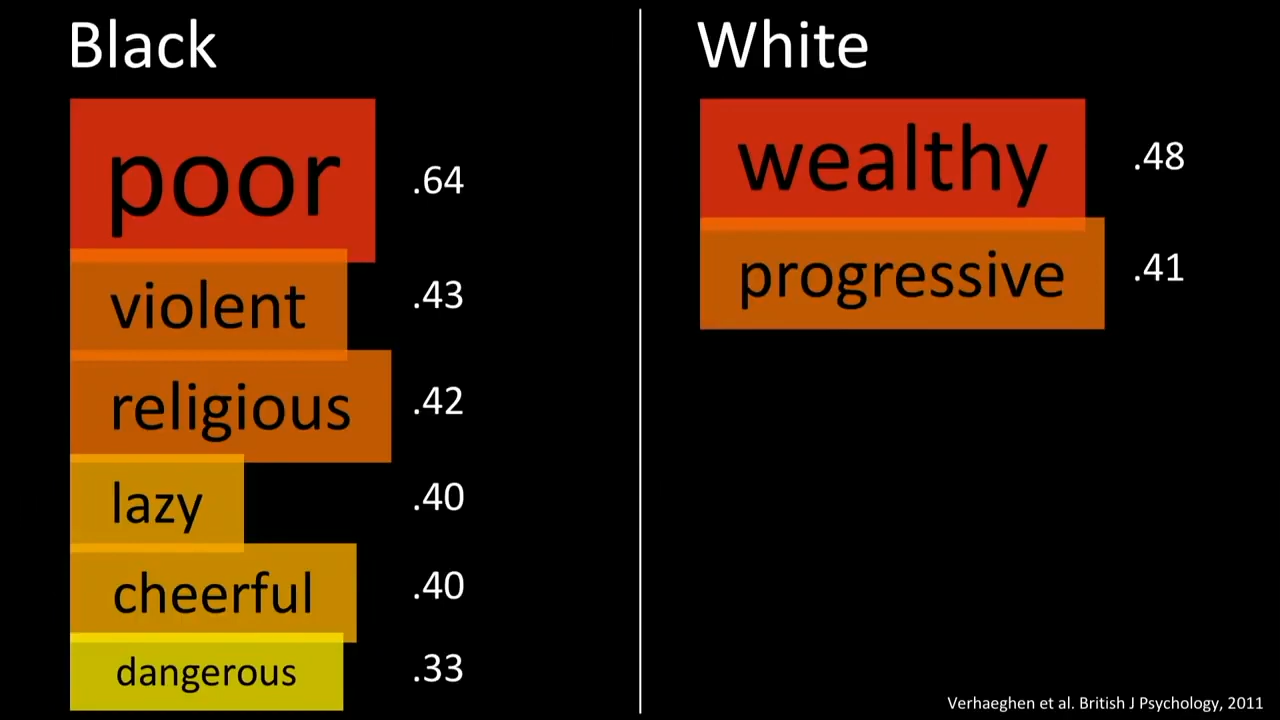 Black
poor .64
violent .43
religious .42
lazy .40
cheerful .40
dangerous .33
White
wealthy .48
progressive .41
Verhaeghen et al. British J Psychology, 2011